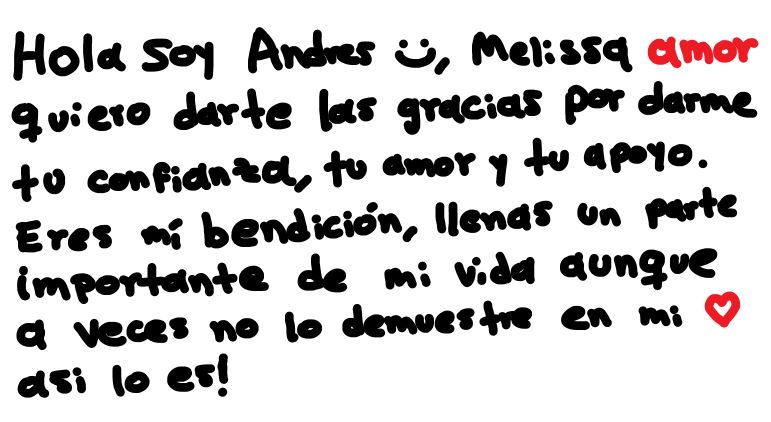 Hola soy Andres ☺, Melissa amor
quiero darte las gracias por darme
tu confianza, tu amor y tu apoyo.
Eres mí bendición, llenas un parte
importante de mi vida aunque
a veces no lo demuestre en mi ♡
asi lo es!